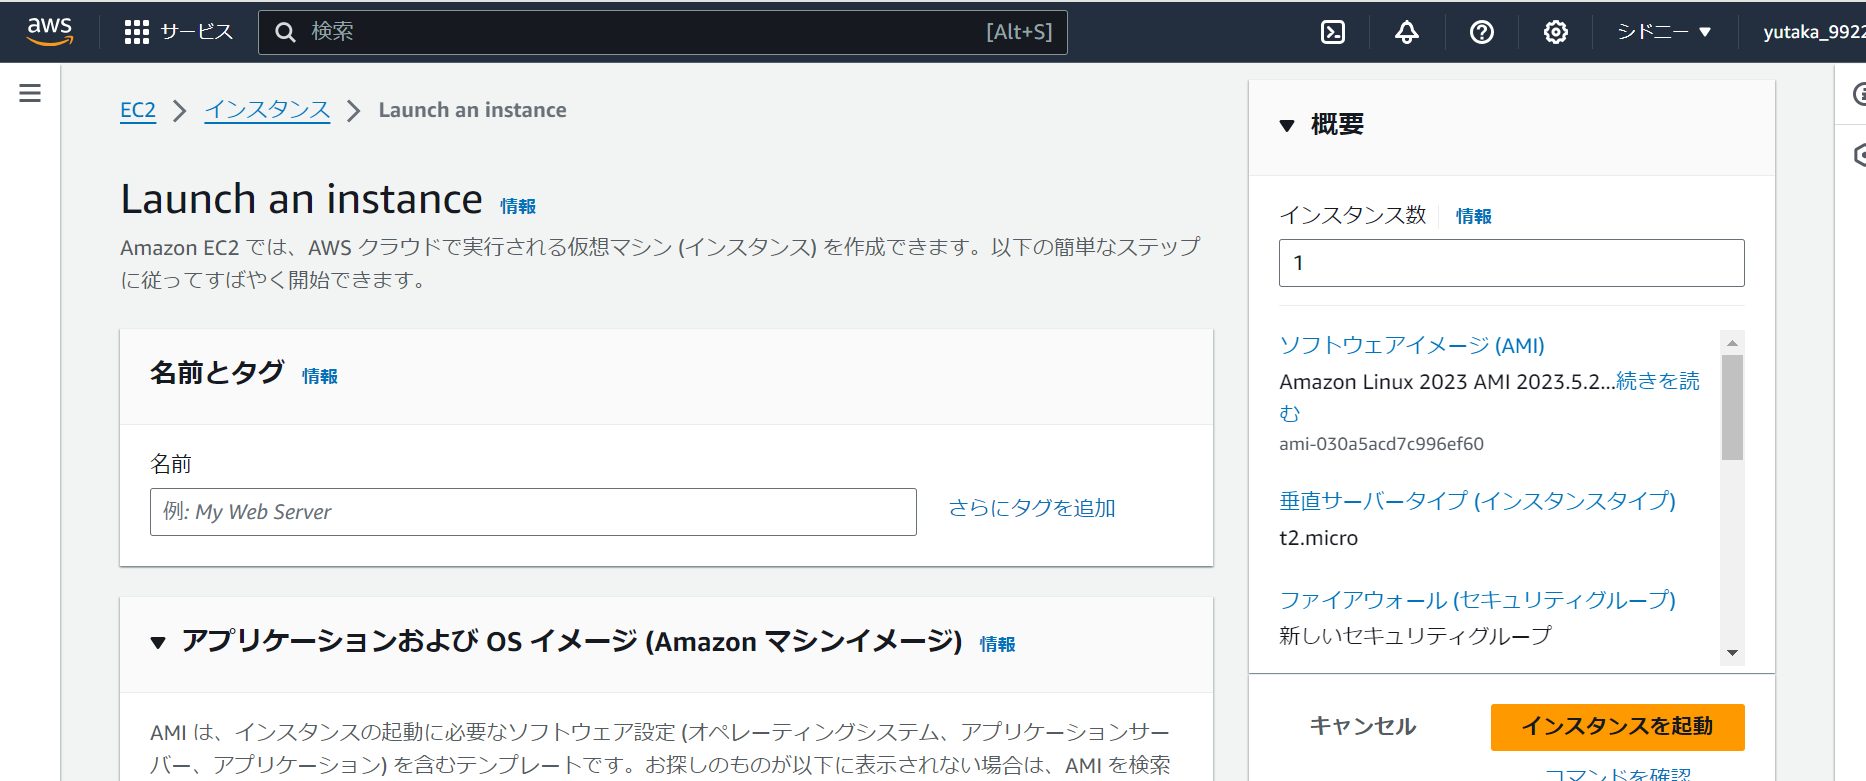 aws
サービス
検索
[Alt+S]
シドニー
yutaka_9922
EC2
インスタンス
Launch an instance
Launch an instance 情報
Amazon EC2 では、AWS クラウドで実行される仮想マシン (インスタンス) を作成できます。以下の簡単なステップ
に従ってすばやく開始できます。
名前とタグ 情報
名前
例: My Web Server
さらにタグを追加
アプリケーションおよび OS イメージ (Amazon マシンイメージ) 情報
AMI は、インスタンスの起動に必要なソフトウェア設定 (オペレーティングシステム、アプリケーションサー
バー、アプリケーション) を含むテンプレートです。お探しのものが以下に表示されない場合は、AMI を検索
概要
インスタンス数 情報
1
ソフトウェアイメージ (AMI)
Amazon Linux 2023 AMI 2023.5.2...続きを読
む
ami-030a5acd7c996ef60
垂直サーバータイプ (インスタンスタイプ)
t2.micro
ファイアウォール (セキュリティグループ)
新しいセキュリティグループ
キャンセル
インスタンスを起動
コマンドを確認